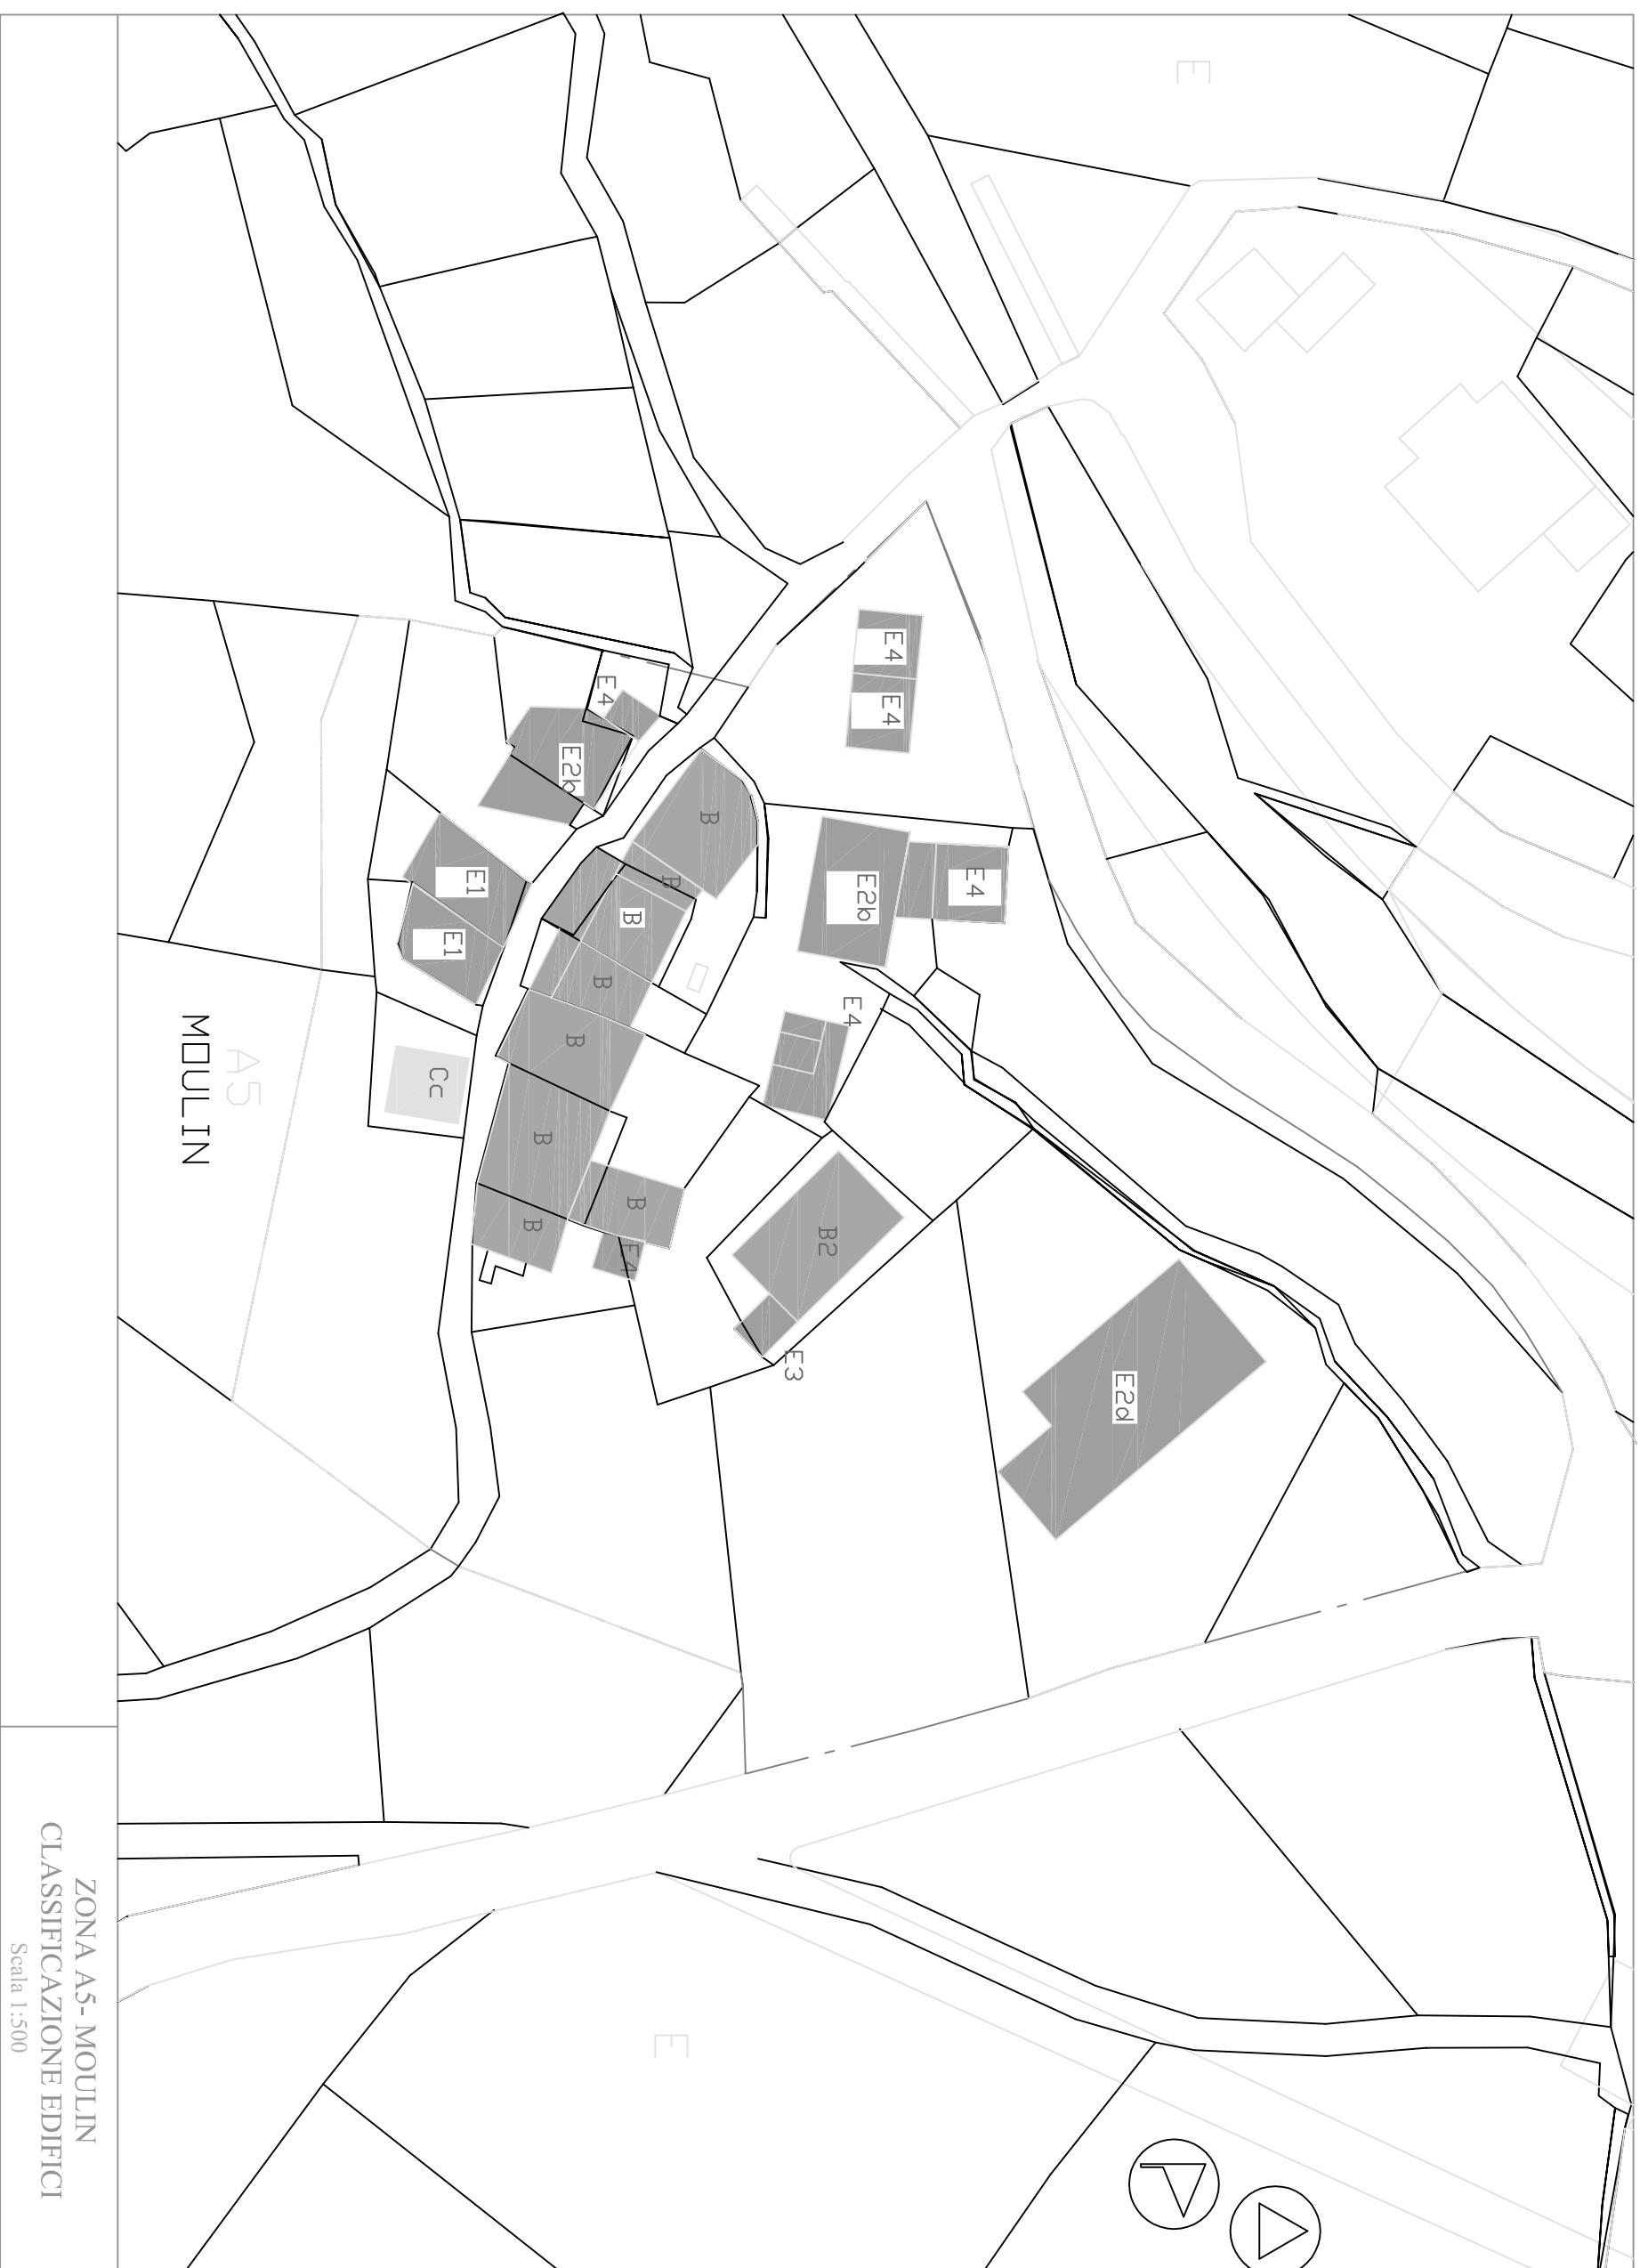 E
E2d
E4
E4
E4
E2b
E4
B2
E3
B
B
E
B
B
E4
E4
B
B
E2b
B
B
E1
E1
Cc
A5
MOULIN
ZONA A5- MOULIN
CLASSIFICAZIONE EDIFICI
Scala 1:500